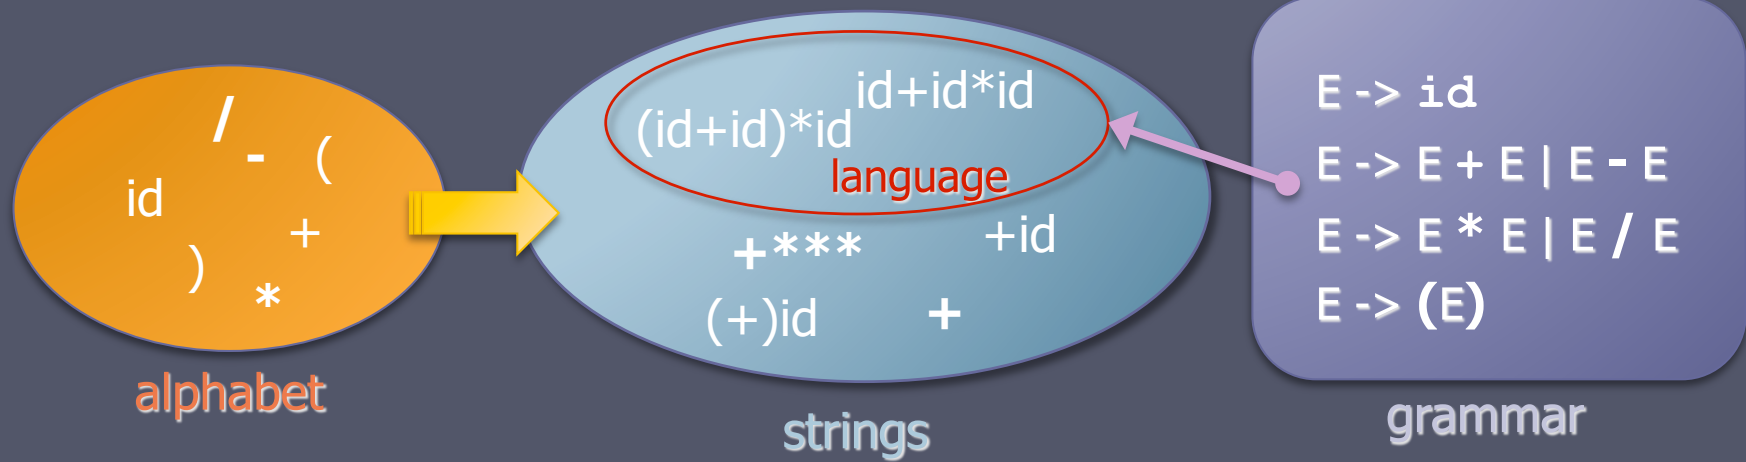 /
- (
id
+
)
*
alphabet
id+id*id
(id+id)*id
language
+id
+***
(+)id +
strings
E -> id
E -> E + E | E - E
E -> E * E | E / E
E -> (E)
grammar